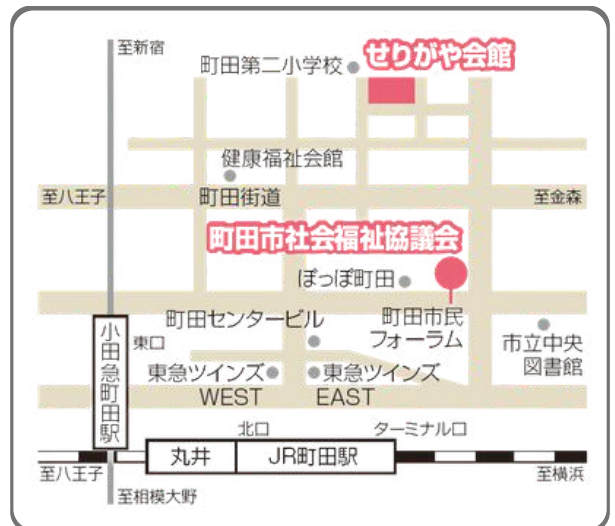 至新宿
町田第二小学校
せりがや会館
健康福祉会館
至八王子
町田街道
至金森
町田市社会福祉協議会
ぽっぽ町田
町田センタービル
町田市民
フォーラム
市立中央
図書館
小田急町田駅
東口
東急ツインズ
WEST
東急ツインズ
EAST
北口
ターミナル口
丸井
JR町田駅
至八王子
至横浜
至相模大野